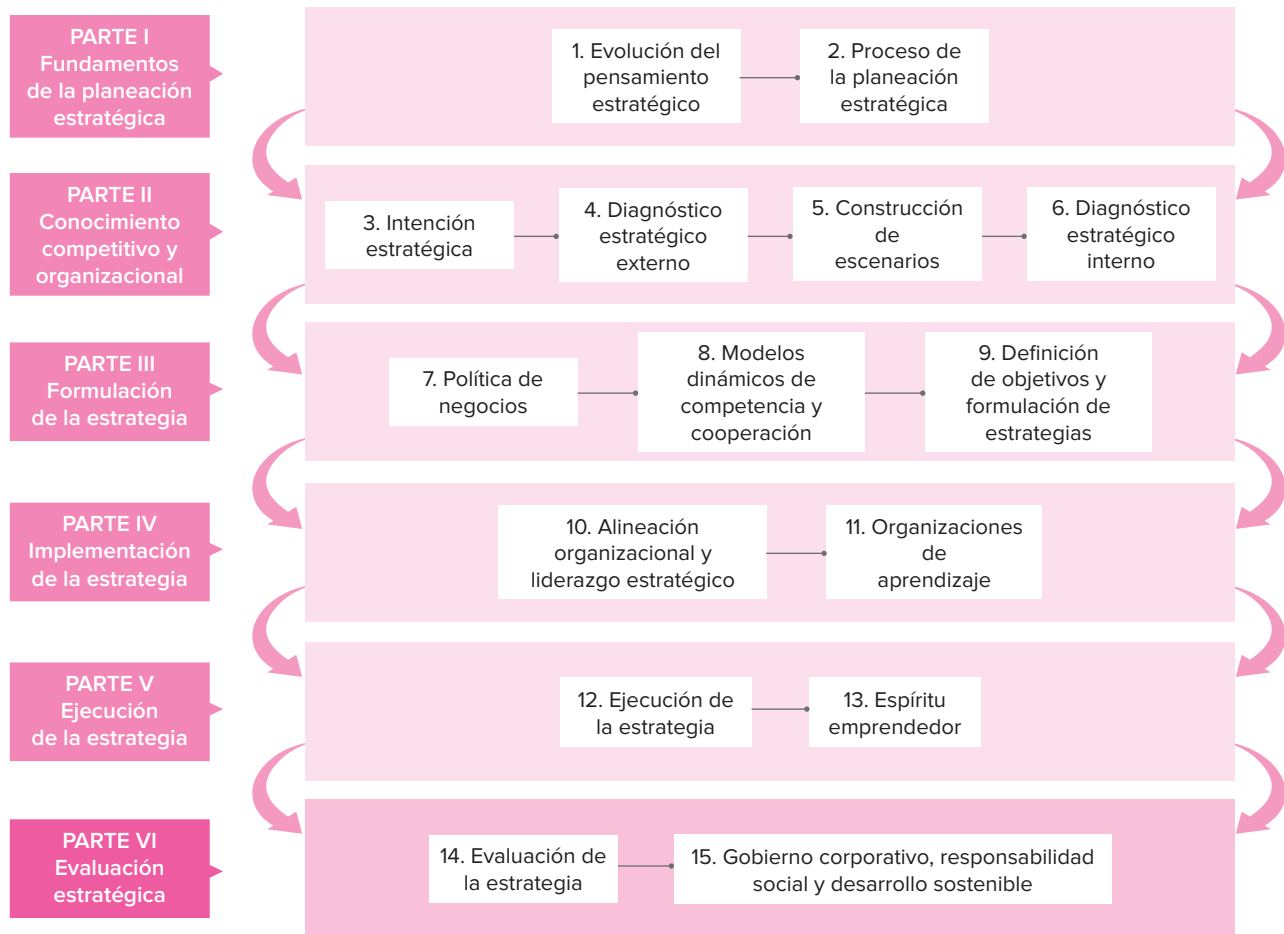 PARTE I
Fundamentos
de la planeación
estratégica
1. Evolución del
pensamiento
estratégico
2. Proceso de
la planeación
estratégica
PARTE II
Conocimiento
competitivo y
organizacional
3. Intención
estratégica
4. Diagnóstico
estratégico
externo
5. Construcción
de
escenarios
6. Diagnóstico
estratégico
interno
PARTE III
Formulación
de la estrategia
7. Política de
negocios
8. Modelos
dinámicos de
competencia y
cooperación
9. Definición
de objetivos y
formulación de
estrategias
PARTE IV
Implementación
de la estrategia
10. Alineación
organizacional y
liderazgo estratégico
11. Organizaciones
de
aprendizaje
PARTE V
Ejecución
de la estrategia
12. Ejecución de
la estrategia
13. Espíritu
emprendedor
PARTE VI
Evaluación
estratégica
14. Evaluación de
la estrategia
15. Gobierno corporativo, responsabilidad
social y desarrollo sostenible